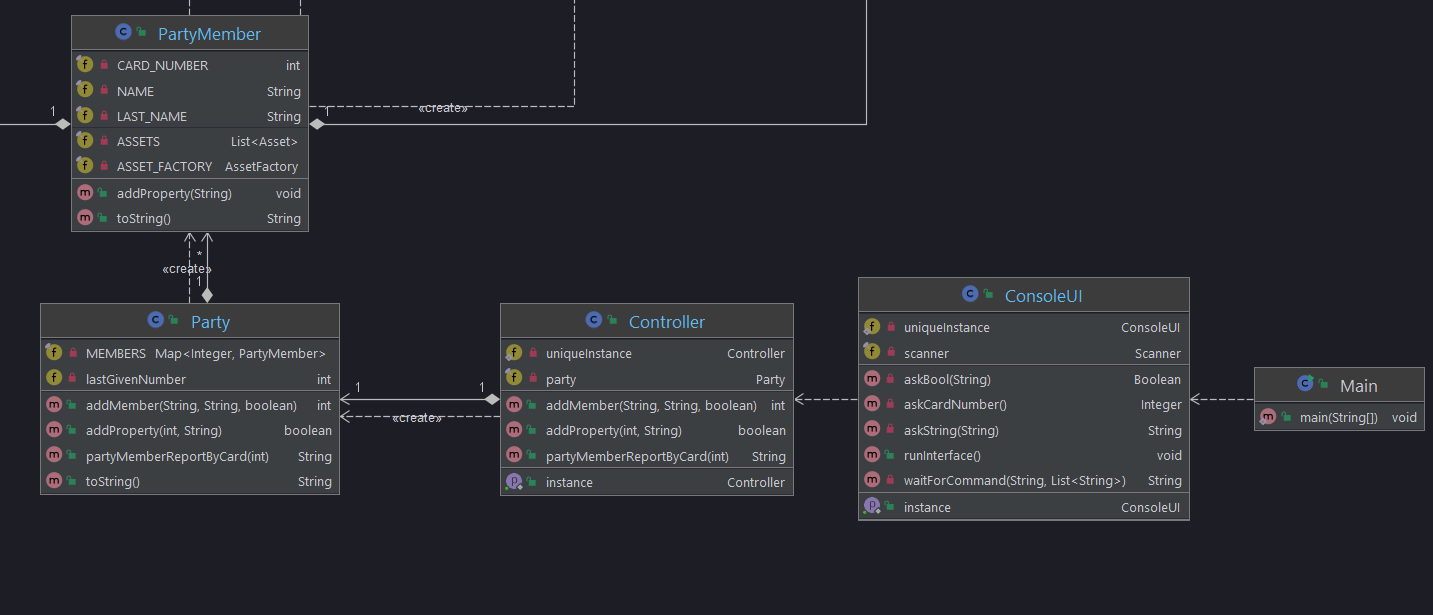 PartyMember
CARD_NUMBER int
NAME String
LAST_NAME String
ASSETS List<Asset>
ASSET_FACTORY AssetFactory
addProperty(String) void
toString() String
1
1
«create»
*
«create»
1
Party
MEMBERS Map<Integer, PartyMember>
lastGivenNumber int
addMember(String, String, boolean) int
addProperty(int, String) boolean
partyMemberReportByCard(int) String
toString() String
1
1
«create»
Controller
uniqueInstance Controller
party Party
addMember(String, String, boolean) int
addProperty(int, String) boolean
partyMemberReportByCard(int) String
instance Controller
ConsoleUI
uniqueInstance ConsoleUI
scanner Scanner
askBool(String) Boolean
askCardNumber() Integer
askString(String) String
runInterface() void
waitForCommand(String, List<String>) String
instance ConsoleUI
Main
main(String[]) void